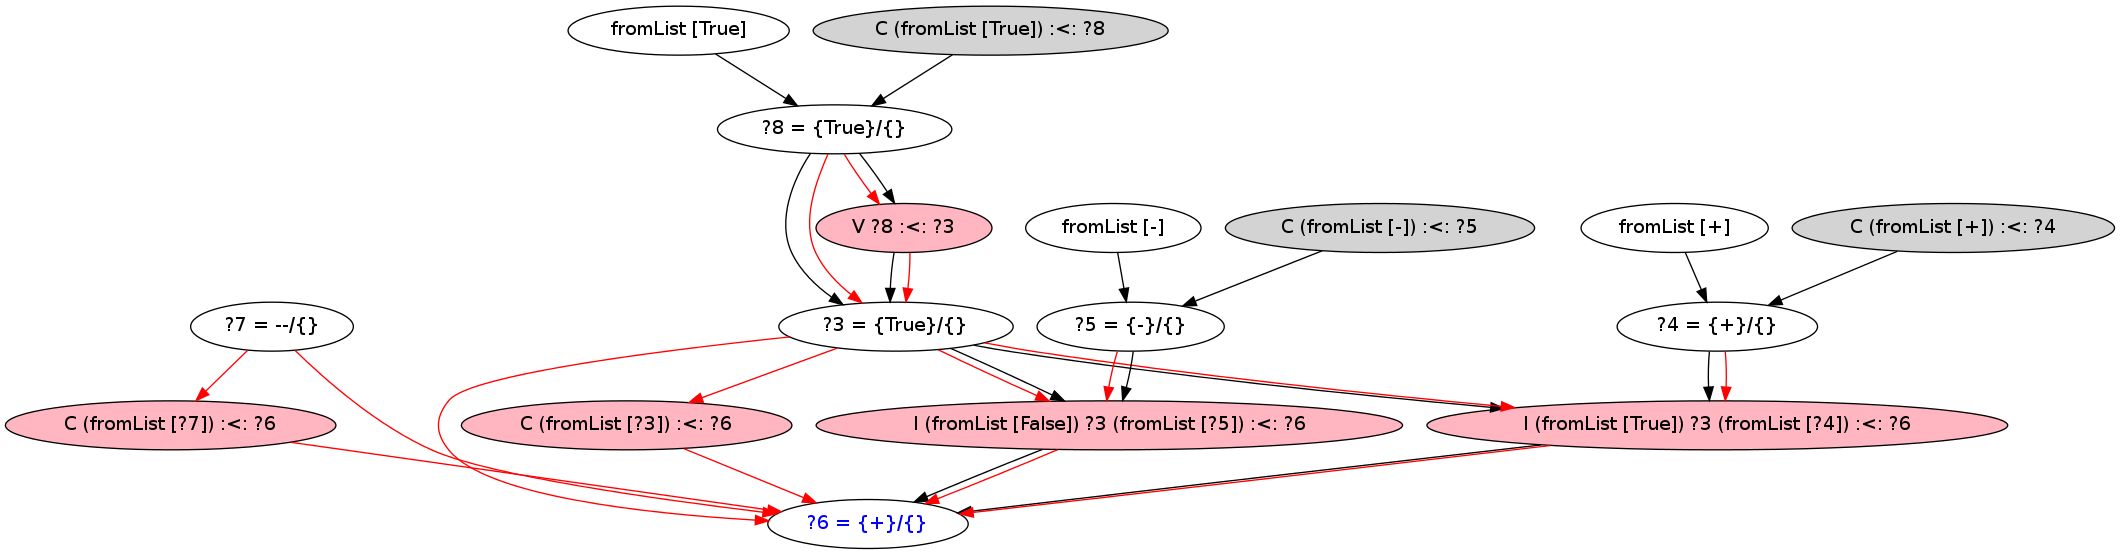 fromList [True]
C (fromList [True]) :<: ?8
?8 = {True}/{}
V ?8 :<: ?3
fromList [-]
C (fromList [-]) :<: ?5
fromList [+]
C (fromList [+]) :<: ?4
?7 = --/{}
?3 = {True}/{}
?5 = {-}/{}
?4 = {+}/{}
C (fromList [?7]) :<: ?6
C (fromList [?3]) :<: ?6
I (fromList [False]) ?3 (fromList [?5]) :<: ?6
I (fromList [True]) ?3 (fromList [?4]) :<: ?6
?6 = {+}/{}